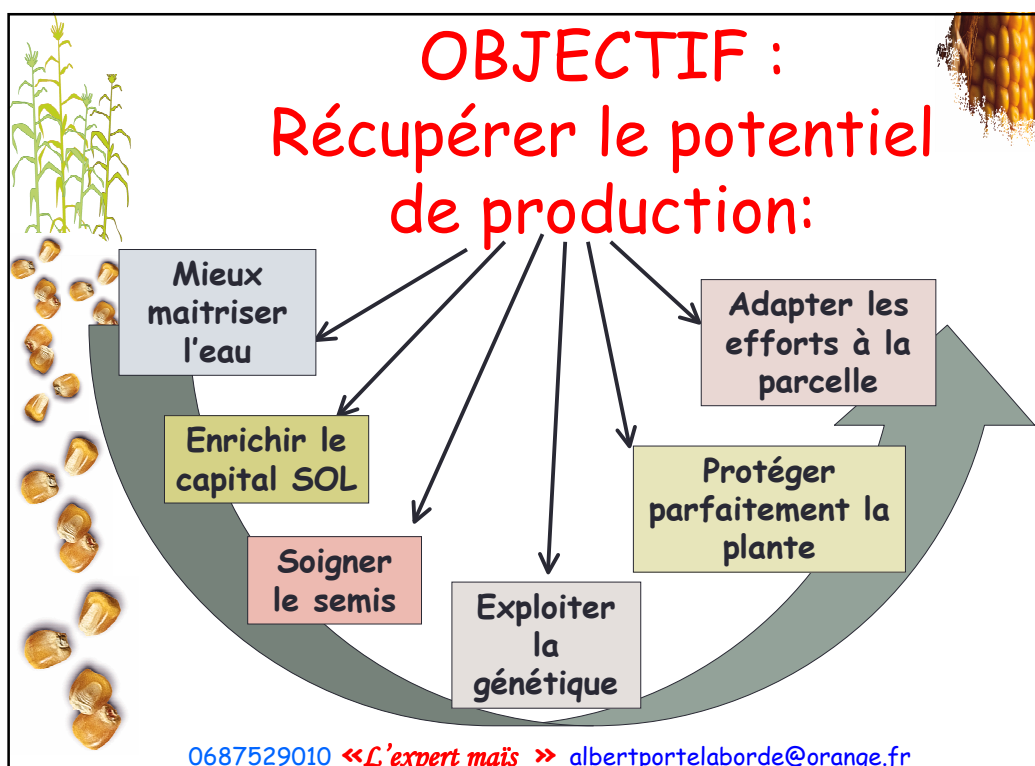 OBJECTIF :
Récupérer le potentiel
de production:
Mieux
maitriser
l'eau
Enrichir le
capital SOL
Soigner
le semis
Exploiter
la
génétique
Protéger
parfaitement la
plante
Adapter les
efforts à la
parcelle
0687529010 «L'expert maïs » albertportelaborde@orange.fr